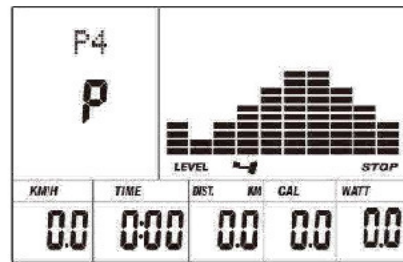 P4
P
LEVEL STOP
KM/H TIME DIST. KM CAL WATT
0.0 0:00 0.0 0.0 0.0